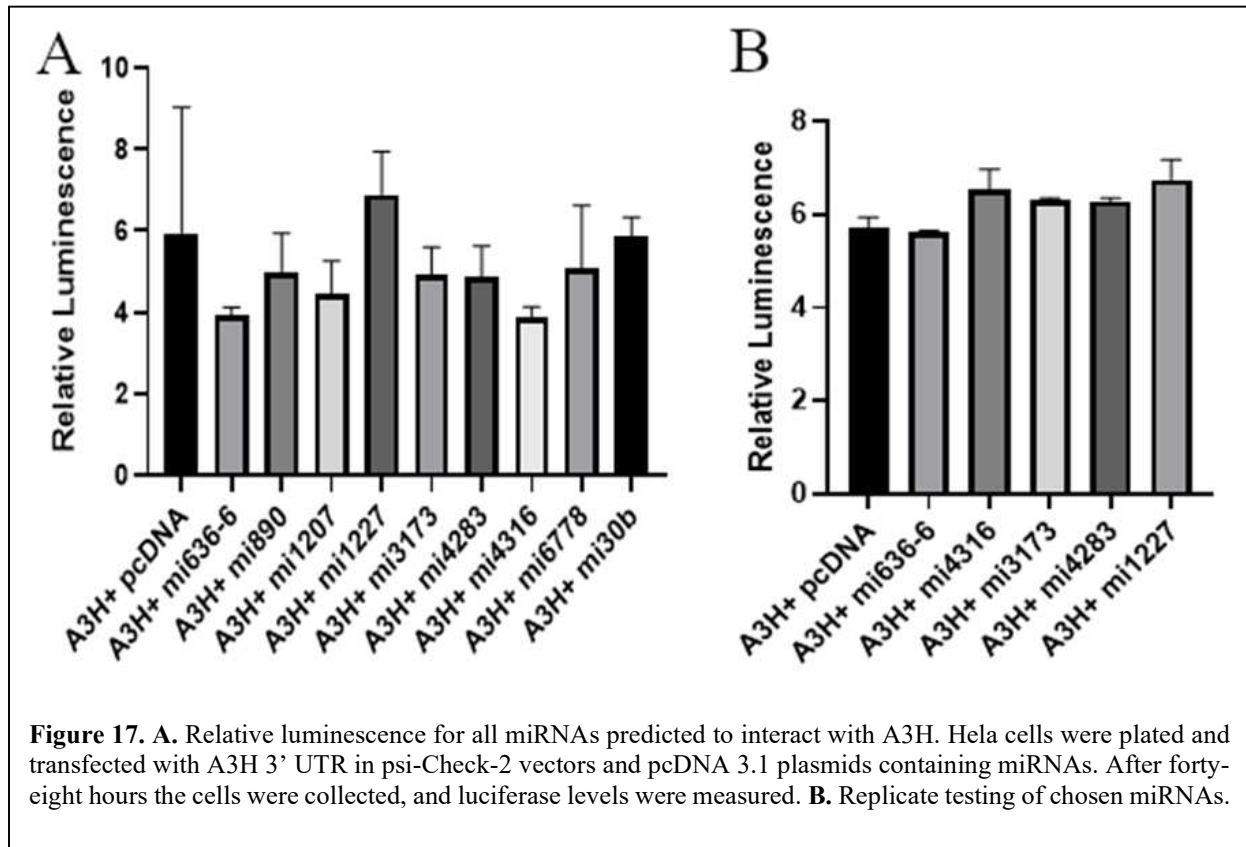 A
10
8
6
4
2
0
Relative Luminescence
A3H+ pcDNA
A3H+ mi636-6
A3H+ mi890
A3H+ mi1207
A3H+ mi1227
A3H+ mi3173
A3H+ mi4283
A3H+ mi4316
A3H+ mi6778
A3H+ mi30b
B
8
6
4
2
0
Relative Luminescence
A3H+ pcDNA
A3H+ mi636-6
A3H+ mi4316
A3H+ mi3173
A3H+ mi4283
A3H+ mi1227
Figure 17. A. Relative luminescence for all miRNAs predicted to interact with A3H. Hela cells were plated and
transfected with A3H 3’ UTR in psi-Check-2 vectors and pcDNA 3.1 plasmids containing miRNAs. After forty-
eight hours the cells were collected, and luciferase levels were measured. B. Replicate testing of chosen miRNAs.